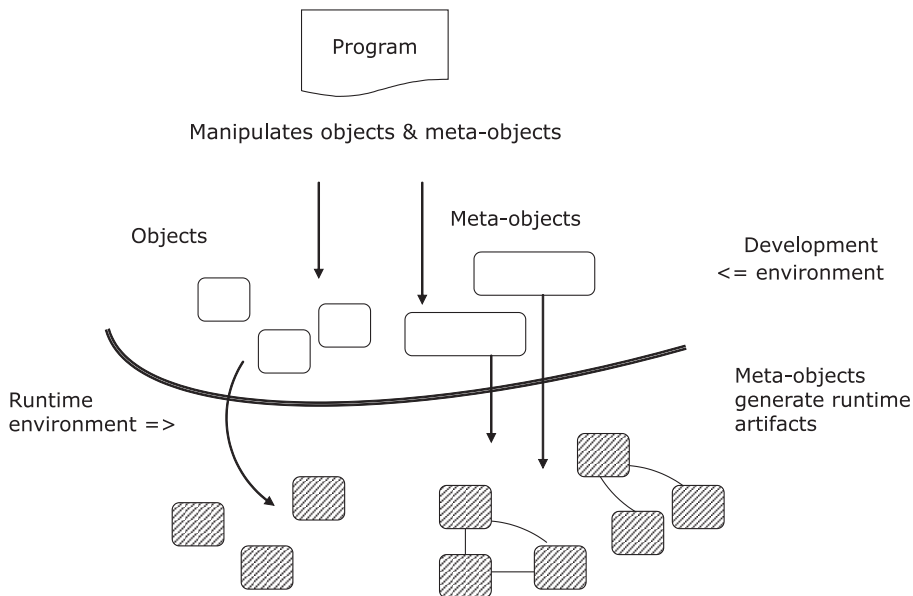 Program
Manipulates objects & meta-objects
Objects
Meta-objects
Development
<= environment
Runtime
environment =>
Meta-objects
generate runtime
artifacts